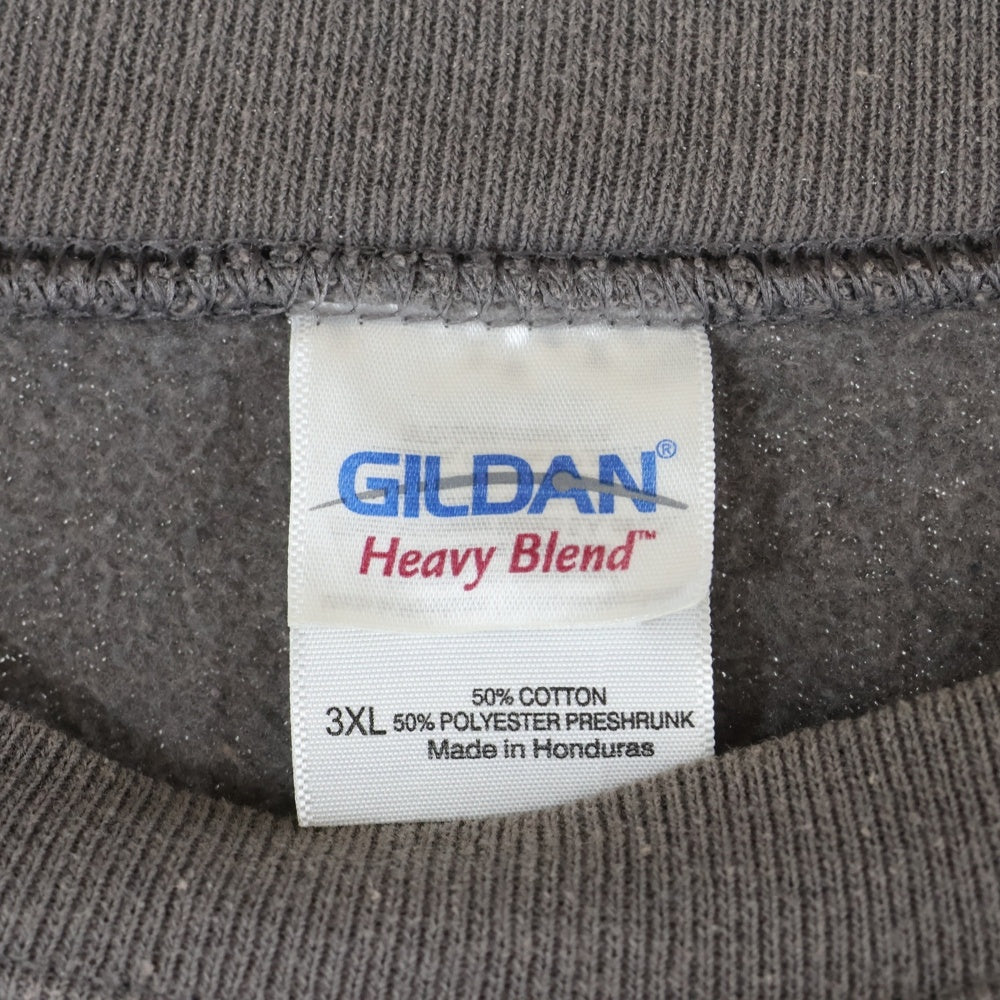 GILDAN®
Heavy Blend™
50% COTTON
3XL 50% POLYESTER PRESHRUNK
Made in Honduras